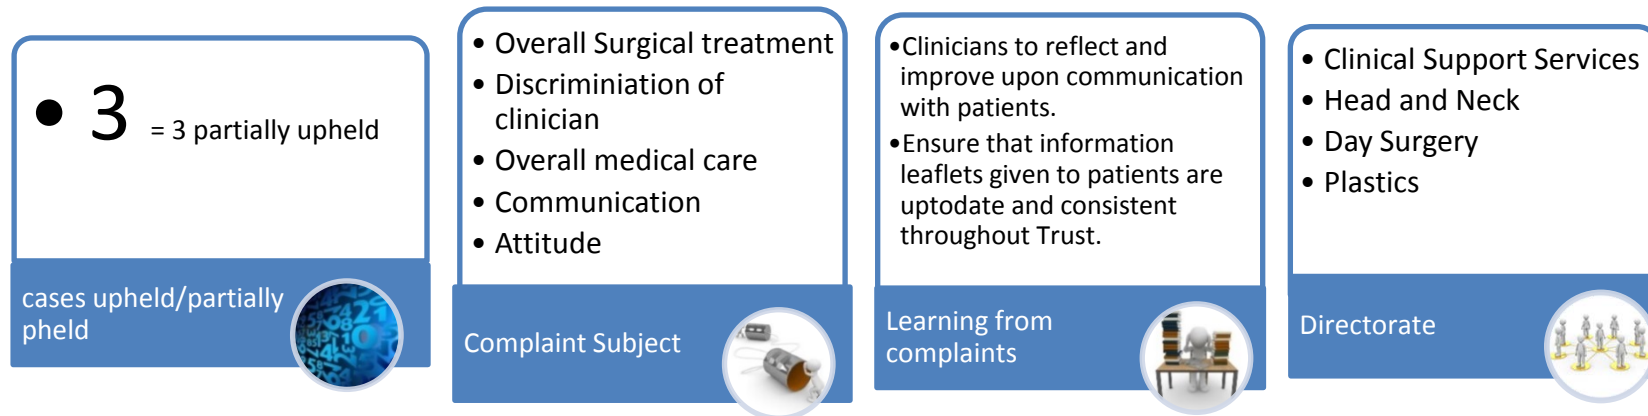 • 3 = 3 partially upheld
cases upheld/partially
pheld
• Overall Surgical treatment
• Discriminiation of
clinician
• Overall medical care
• Communication
• Attitude
Complaint Subject
•Clinicians to reflect and
improve upon communication
with patients.
•Ensure that information
leaflets given to patients are
uptodate and consistent
throughout Trust.
Learning from
complaints
• Clinical Support Services
• Head and Neck
• Day Surgery
• Plastics
Directorate